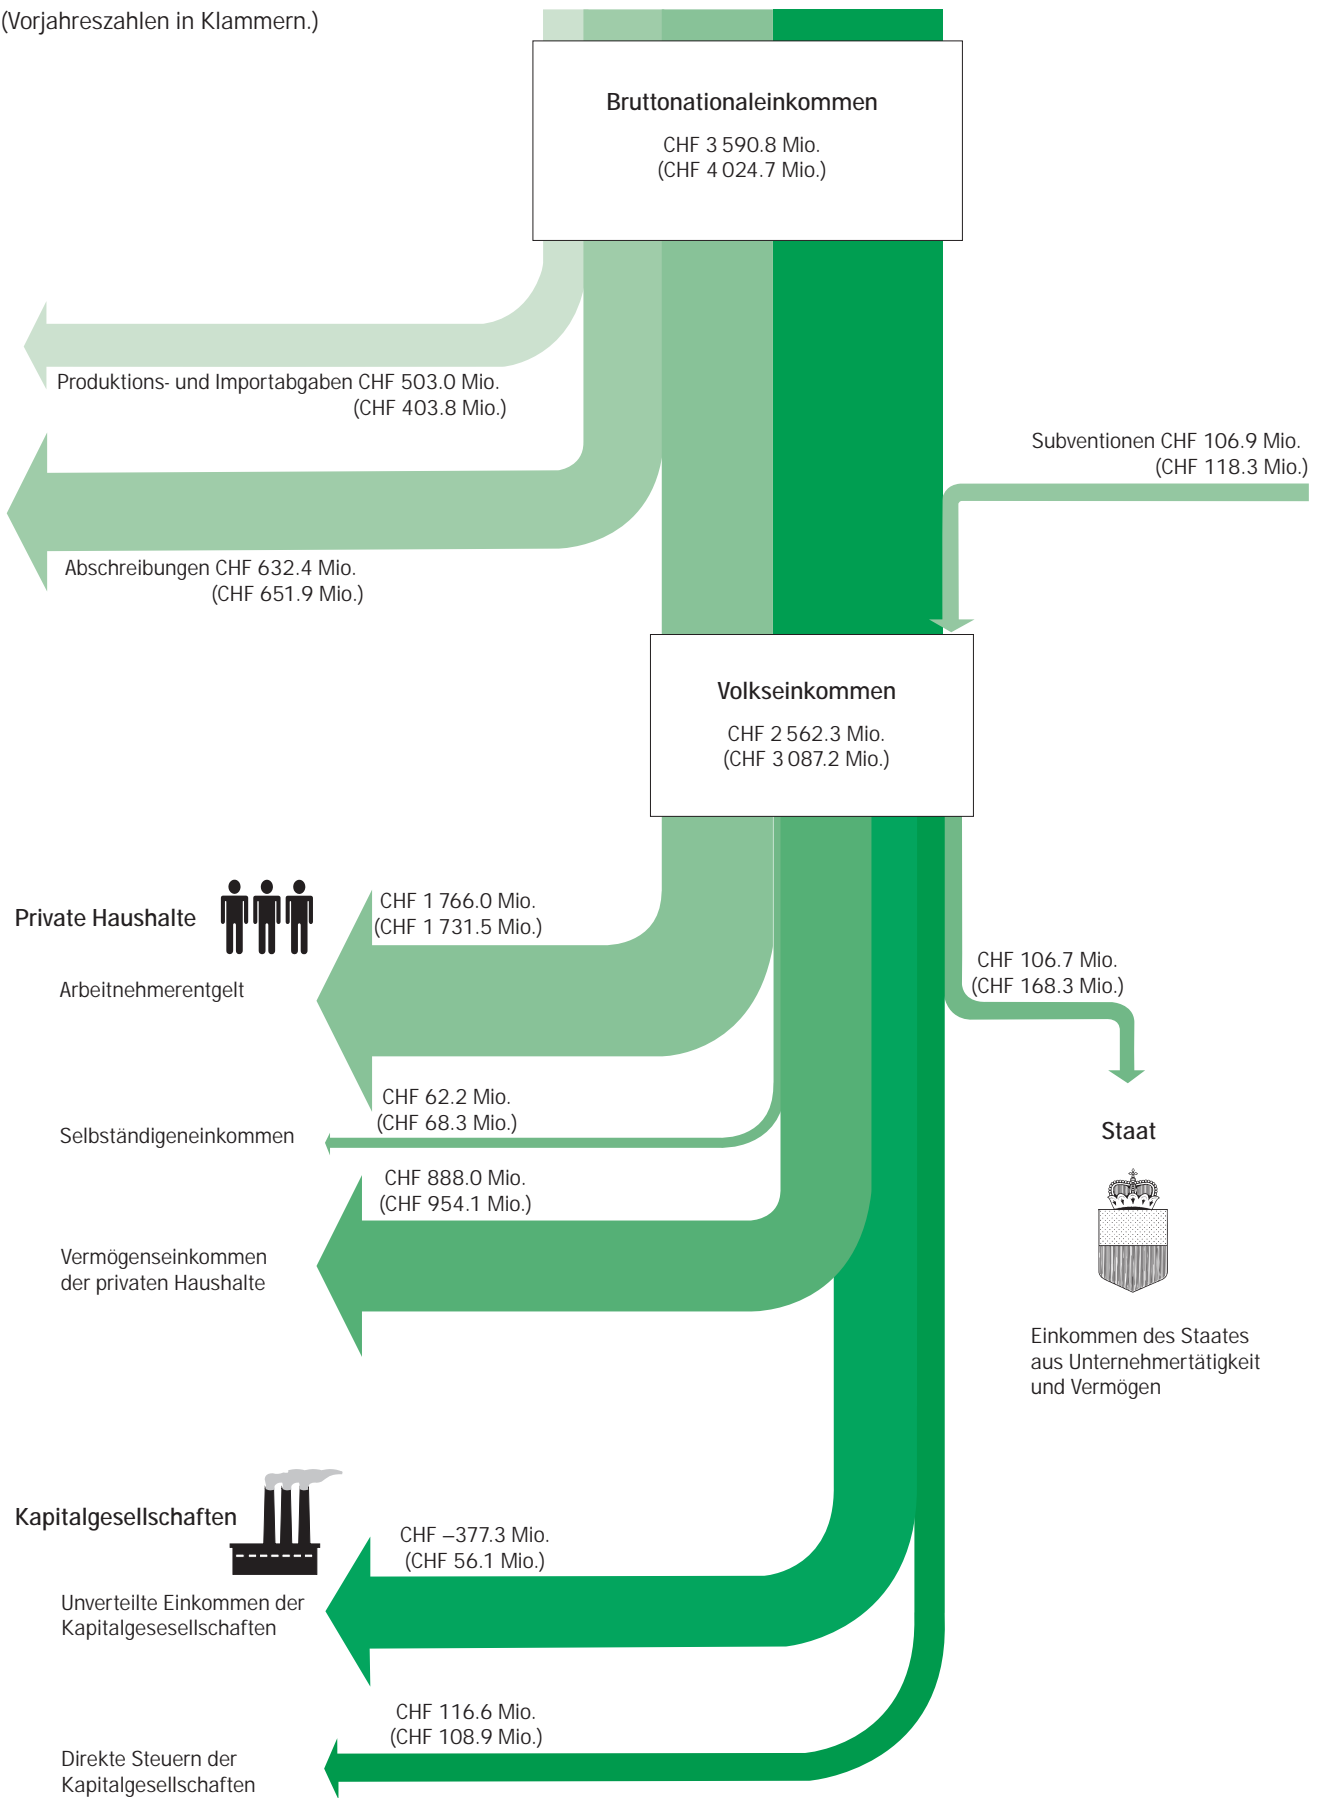 (Vorjahreszahlen in Klammern.)
Bruttonationaleinkommen
CHF 3 590.8 Mio.
(CHF 4 024.7 Mio.)
Produktions- und Importabgaben CHF 503.0 Mio.
(CHF 403.8 Mio.)
Subventionen CHF 106.9 Mio.
(CHF 118.3 Mio.)
Abschreibungen CHF 632.4 Mio.
(CHF 651.9 Mio.)
Volkseinkommen
CHF 2 562.3 Mio.
(CHF 3 087.2 Mio.)
Private Haushalte
CHF 1 766.0 Mio.
(CHF 1 731.5 Mio.)
Arbeitnehmerentgelt
CHF 106.7 Mio.
(CHF 168.3 Mio.)
CHF 62.2 Mio.
(CHF 68.3 Mio.)
Selbständigeneinkommen
Staat
CHF 888.0 Mio.
(CHF 954.1 Mio.)
Vermögenseinkommen
der privaten Haushalte
Einkommen des Staates
aus Unternehmertätigkeit
und Vermögen
Kapitalgesellschaften
CHF –377.3 Mio.
(CHF 56.1 Mio.)
Unverteilte Einkommen der
Kapitalgesesellschaften
CHF 116.6 Mio.
(CHF 108.9 Mio.)
Direkte Steuern der
Kapitalgesellschaften